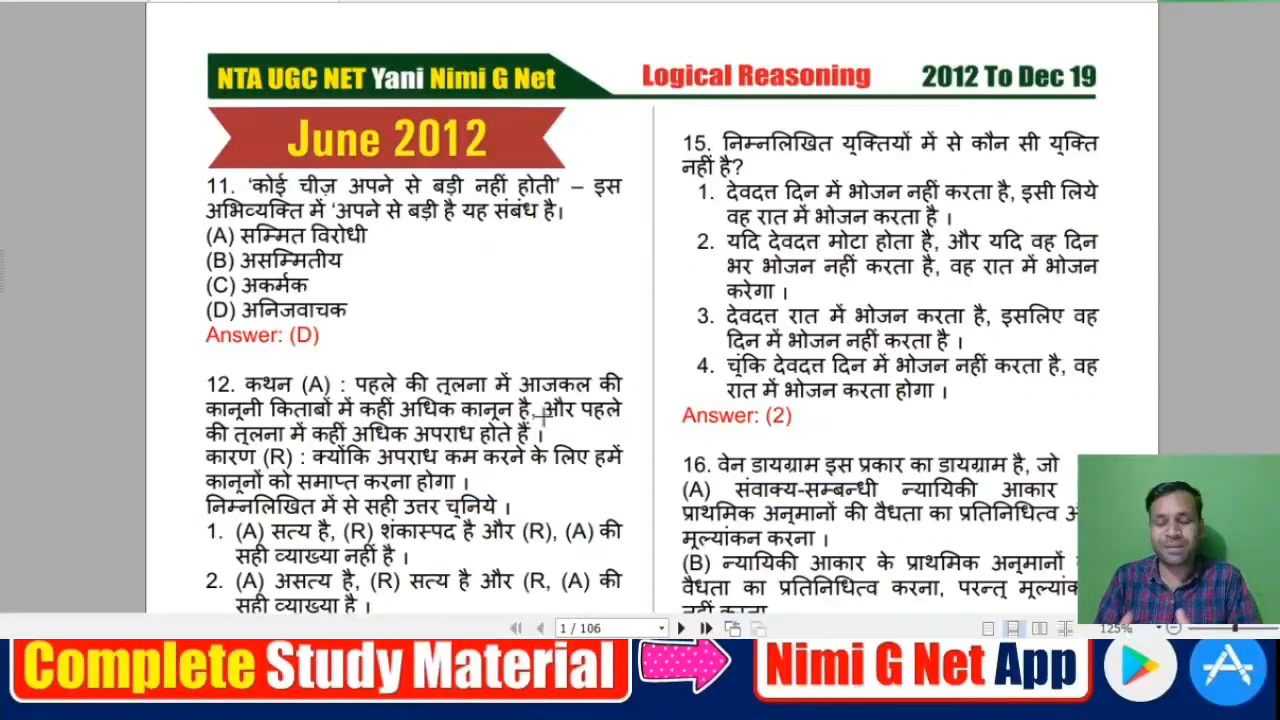 NTA UGC NET Yani Nimi G Net
Logical Reasoning
2012 To Dec 19
June 2012
11. 'कोई चीज़ अपने से बड़ी नहीं होती' – इस
अभिव्यक्ति में 'अपने से बड़ी है यह संबंध है।
(A) सम्मित विरोधी
(B) असम्मितीय
(C) अकर्मक
(D) अनिजवाचक
Answer: (D)
12. कथन (A) : पहले की तुलना में आजकल की
कानूनी किताबों में कहीं अधिक कानून है, और पहले
की तुलना में कहीं अधिक अपराध होते हैं ।
कारण (R) : क्योंकि अपराध कम करने के लिए हमें
कानूनों को समाप्त करना होगा ।
निम्नलिखित में से सही उत्तर चुनिये ।
1. (A) सत्य है, (R) शंकास्पद है और (R), (A) की
सही व्याख्या नहीं है ।
2. (A) असत्य है, (R) सत्य है और (R, (A) की
सही व्याख्या है ।
15. निम्नलिखित युक्तियों में से कौन सी युक्ति
नहीं है?
1. देवदत्त दिन में भोजन नहीं करता है, इसी लिये
वह रात में भोजन करता है ।
2. यदि देवदत्त मोटा होता है, और यदि वह दिन
भर भोजन नहीं करता है, वह रात में भोजन
करेगा ।
3. देवदत्त रात में भोजन करता है, इसलिए वह
दिन में भोजन नहीं करता है ।
4. चूंकि देवदत्त दिन में भोजन नहीं करता है, वह
रात में भोजन करता होगा ।
Answer: (2)
16. वेन डायग्राम इस प्रकार का डायग्राम है, जो
(A) संवाक्य-सम्बन्धी न्यायिकी आकार
प्राथमिक अनुमानों की वैधता का प्रतिनिधित्व
मूल्यांकन करना ।
(B) न्यायिकी आकार के प्राथमिक अनुमानों
वैधता का प्रतिनिधित्व करना, परन्तु
नहीं करना
1 / 106
125%
Complete Study Material
Nimi G Net App